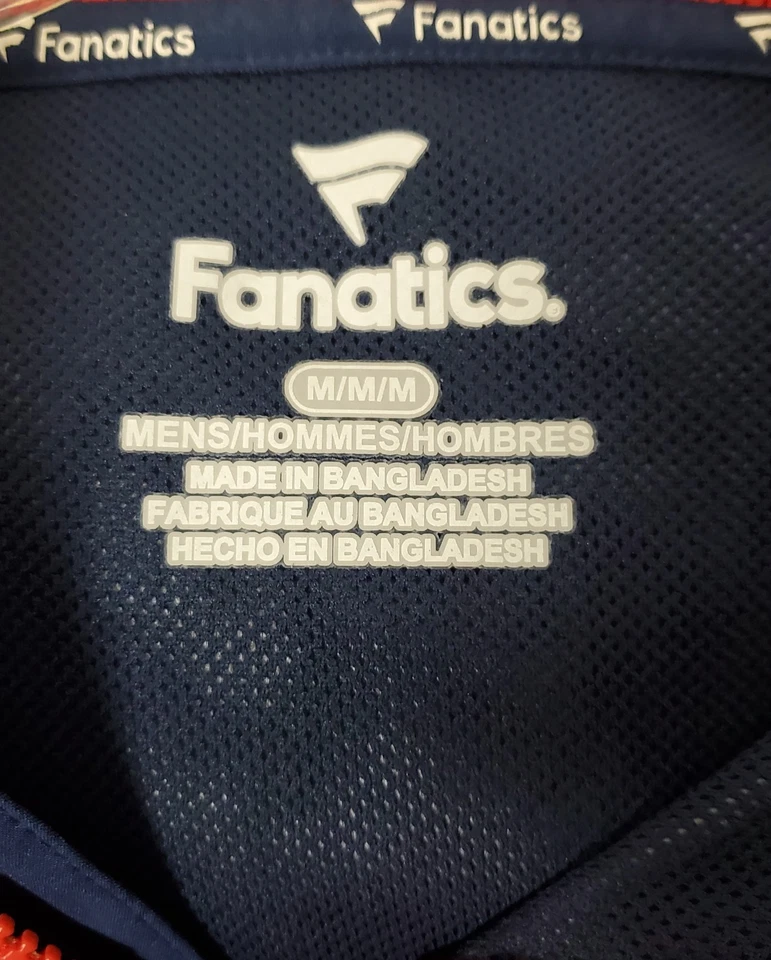 Fanatics Fanatics
Fanatics®
M/M/M
MENS/HOMMES/HOMBRES
MADE IN BANGLADESH
FABRIQUE AU BANGLADESH
HECHO EN BANGLADESH